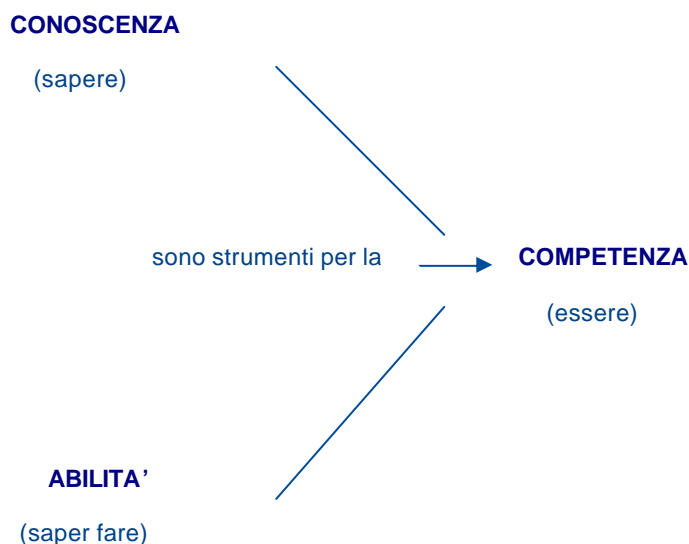 CONOSCENZA
(sapere)
sono strumenti per la
COMPETENZA
(essere)
ABILITA’
(saper fare)